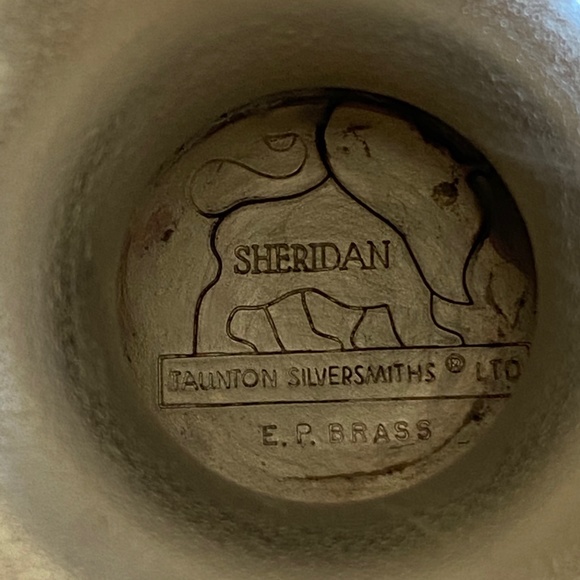 SHERIDAN
TAUNTON SILVERSMITHS ® LTD
E.P. BRASS